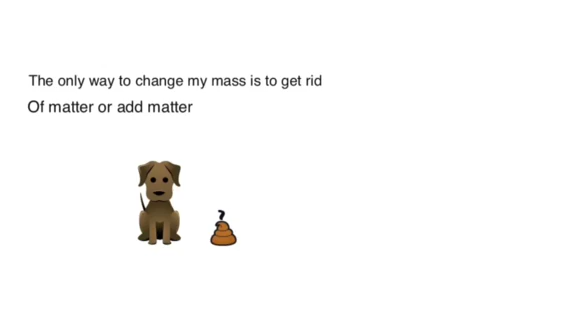 The only way to change my mass is to get rid
Of matter or add matter